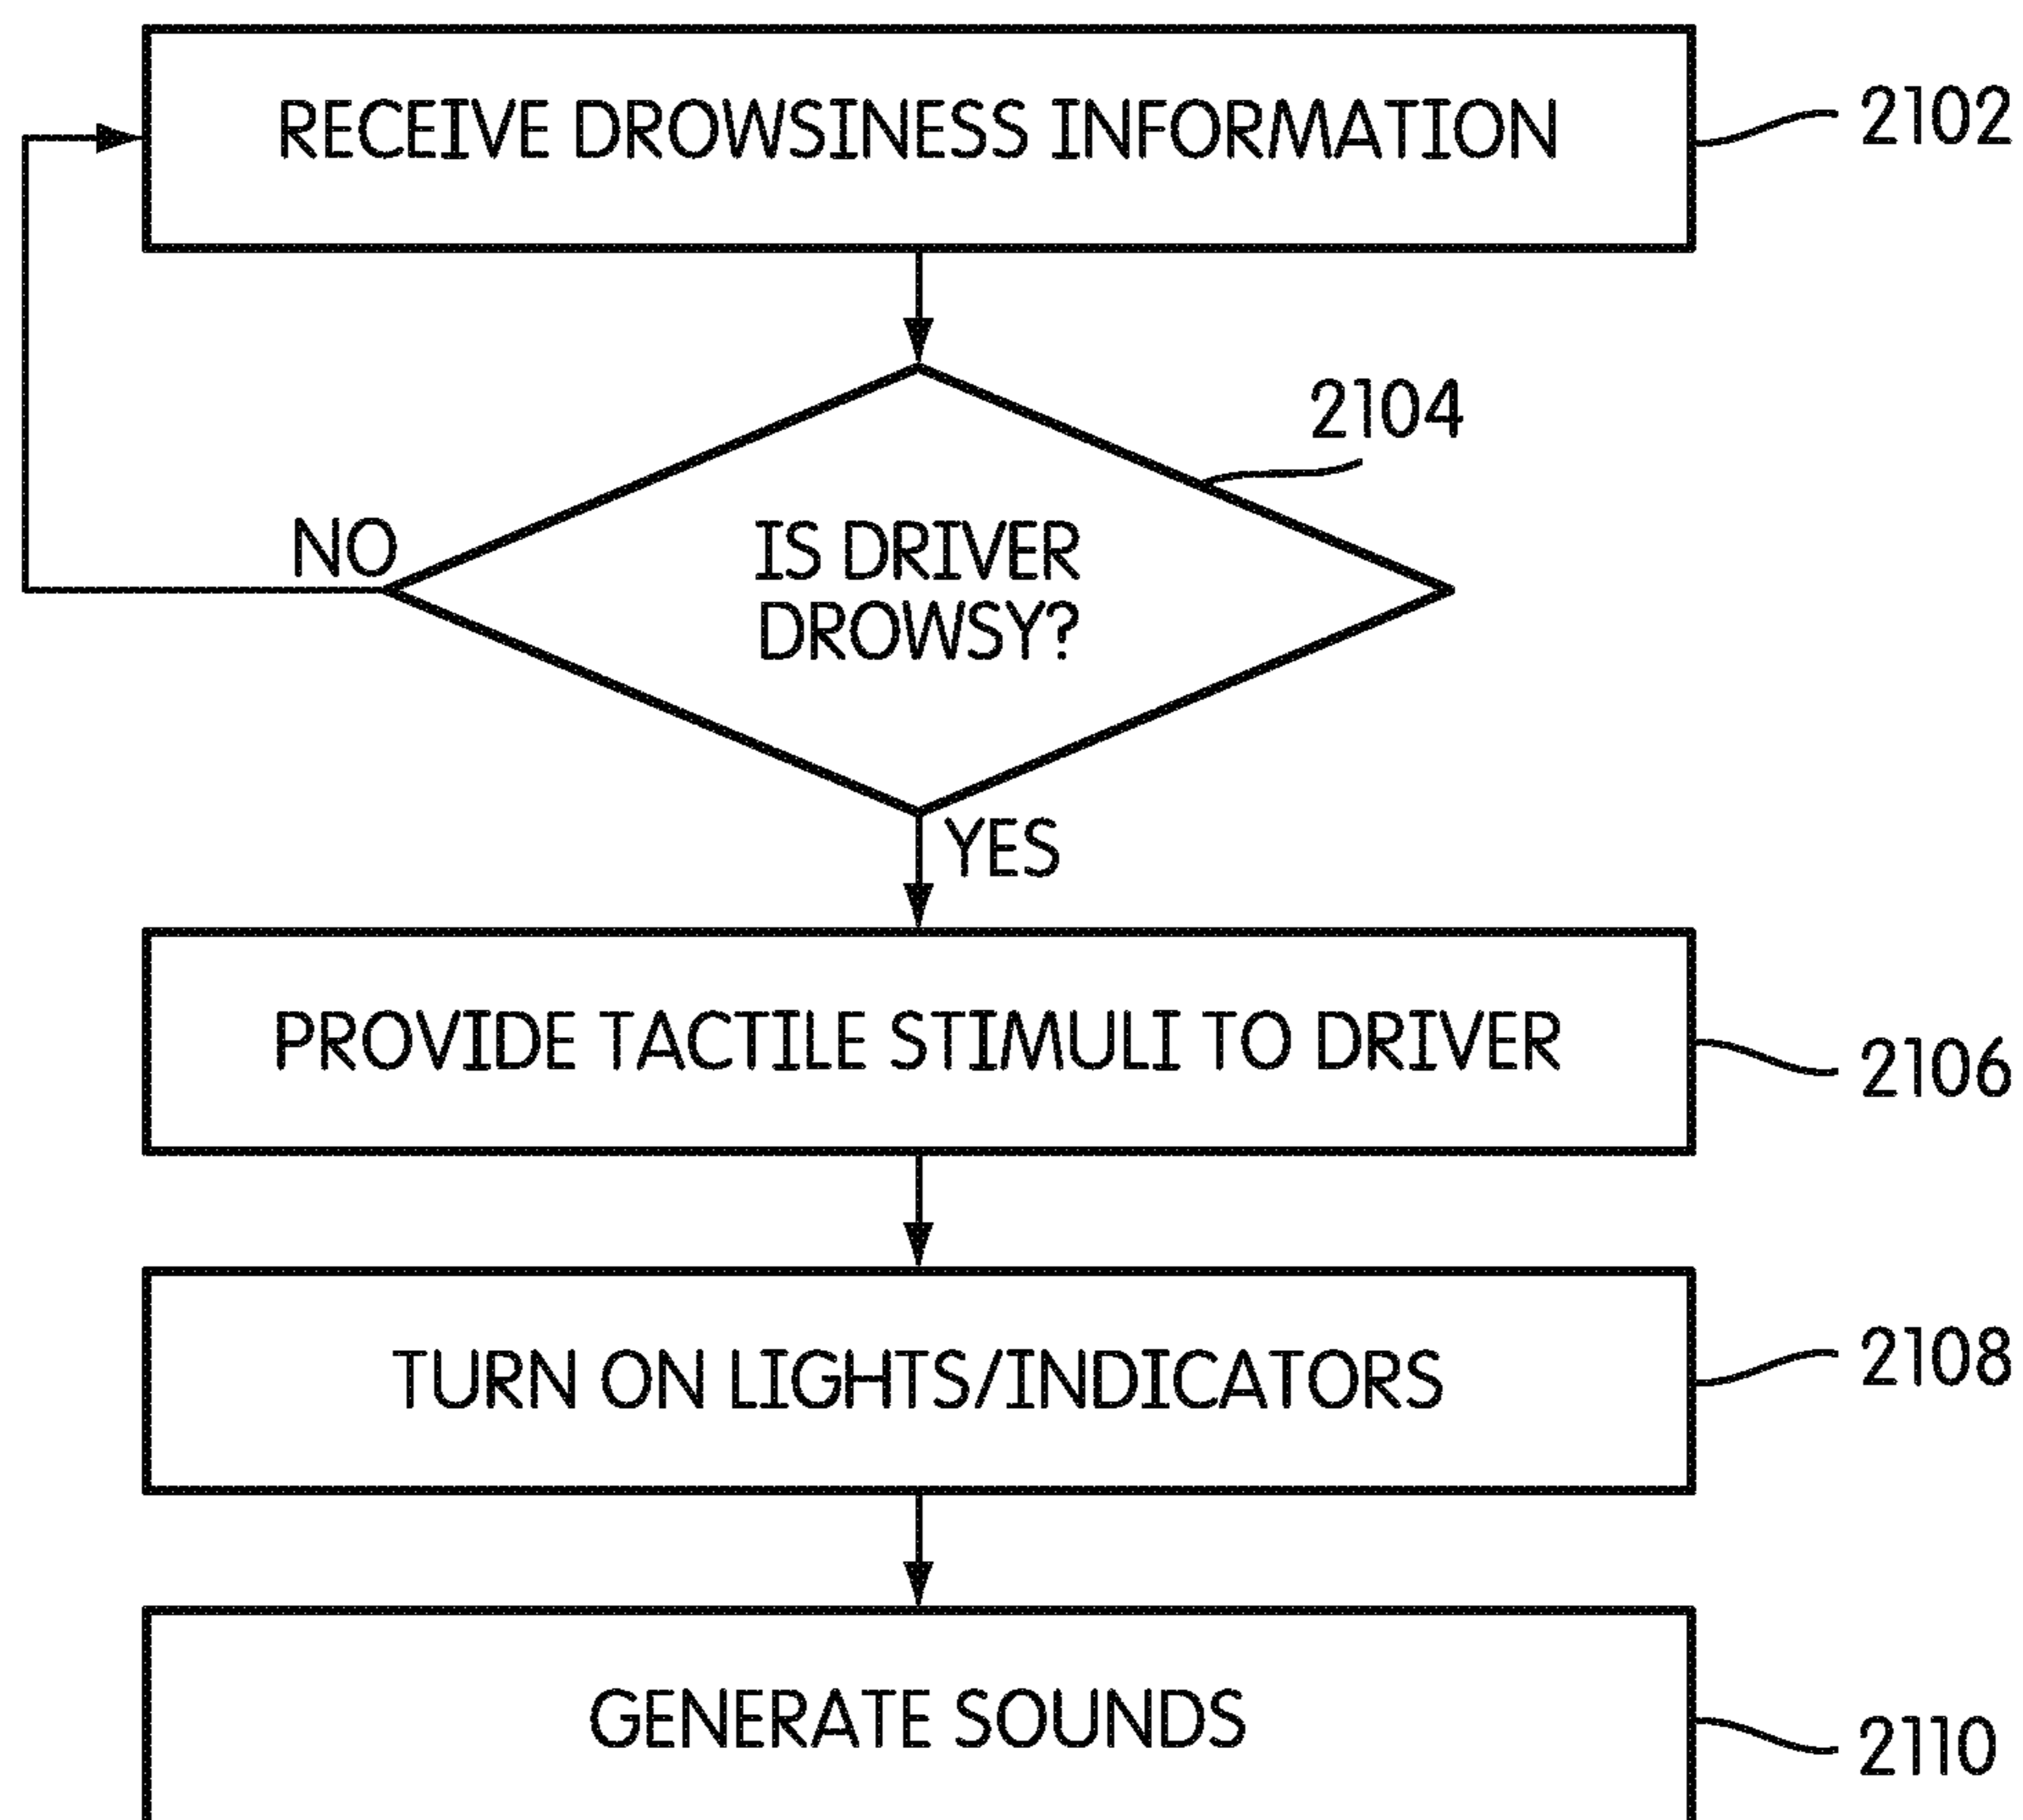 RECEIVE DROWSINESS INFORMATION
2102
2104
NO
IS DRIVER
DROWSY?
YES
PROVIDE TACTILE STIMULI TO DRIVER
2106
TURN ON LIGHTS/INDICATORS
2108
GENERATE SOUNDS
2110